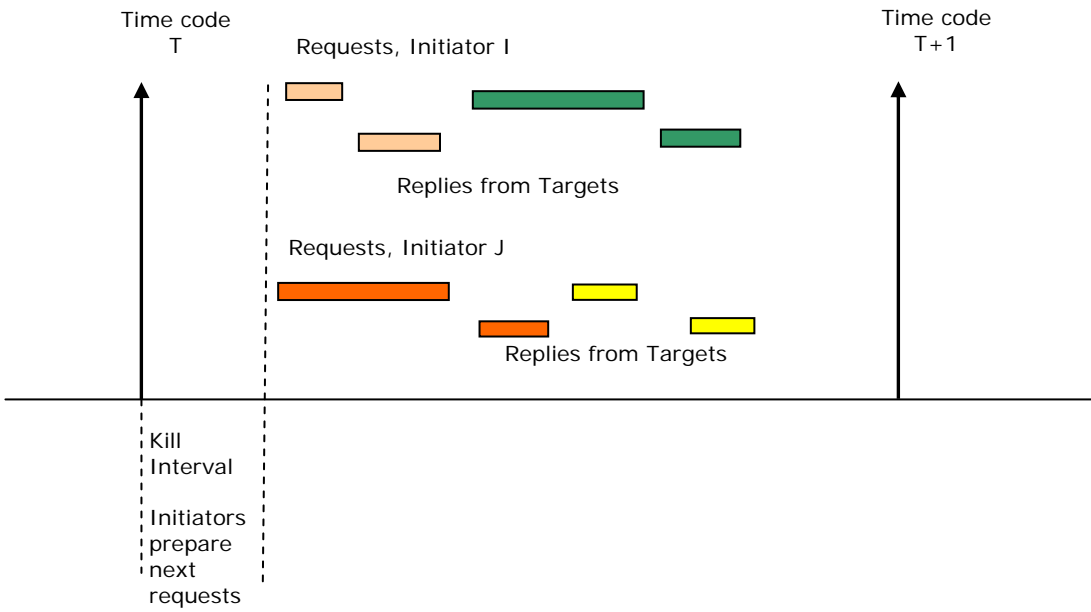 Time code
T
Time code
T+1
Requests, Initiator I
Replies from Targets
Requests, Initiator J
Replies from Targets
Kill
Interval
Initiators
prepare
next
requests